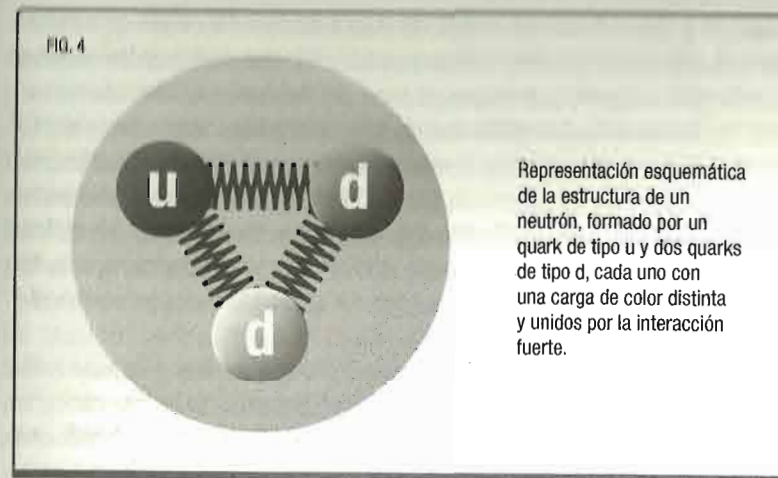 FIG. 4
u
d
d
Representación esquemática
de la estructura de un
neutrón, formado por un
quark de tipo u y dos quarks
de tipo d, cada uno con
una carga de color distinta
y unidos por la interacción
fuerte.